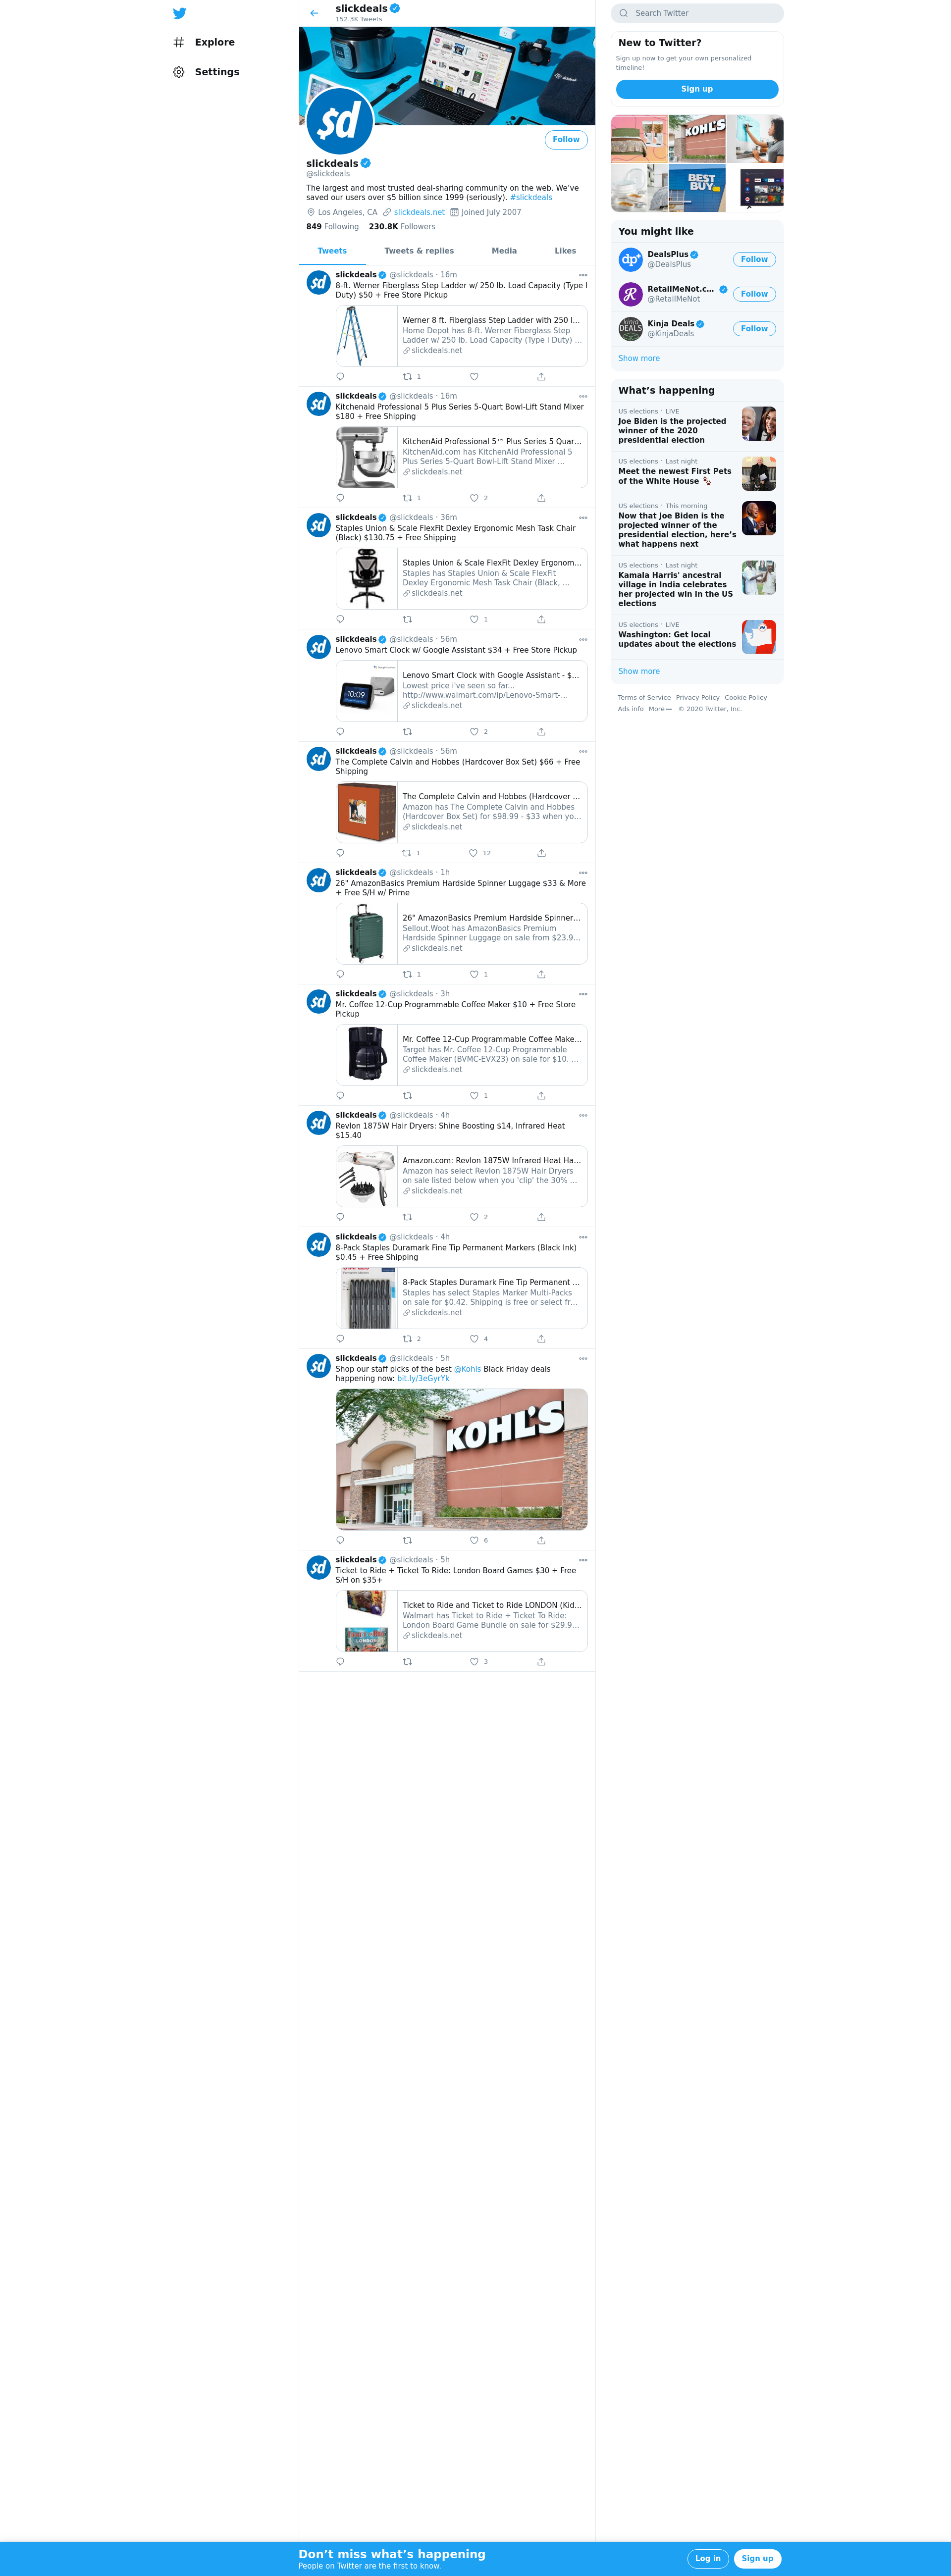 Explore
Settings
slickdeals
152.3K Tweets
$d
Follow
slickdeals
@slickdeals
The largest and most trusted deal-sharing community on the web. We’ve
saved our users over $5 billion since 1999 (seriously). #slickdeals
Los Angeles, CA slickdeals.net Joined July 2007
849 Following 230.8K Followers
Tweets Tweets & replies Media Likes
slickdeals @slickdeals · 16m
8-ft. Werner Fiberglass Step Ladder w/ 250 lb. Load Capacity (Type I
Duty) $50 + Free Store Pickup
Werner 8 ft. Fiberglass Step Ladder with 250 l...
Home Depot has 8-ft. Werner Fiberglass Step
Ladder w/ 250 lb. Load Capacity (Type I Duty) ...
slickdeals.net
1
slickdeals @slickdeals · 16m
Kitchenaid Professional 5 Plus Series 5-Quart Bowl-Lift Stand Mixer
$180 + Free Shipping
KitchenAid Professional 5™ Plus Series 5 Quar...
KitchenAid.com has KitchenAid Professional 5
Plus Series 5-Quart Bowl-Lift Stand Mixer ...
slickdeals.net
1 2
slickdeals @slickdeals · 36m
Staples Union & Scale FlexFit Dexley Ergonomic Mesh Task Chair
(Black) $130.75 + Free Shipping
Staples Union & Scale FlexFit Dexley Ergonom...
Staples has Staples Union & Scale FlexFit
Dexley Ergonomic Mesh Task Chair (Black, ...
slickdeals.net
1
slickdeals @slickdeals · 56m
Lenovo Smart Clock w/ Google Assistant $34 + Free Store Pickup
10:09
Lenovo Smart Clock with Google Assistant - $...
Lowest price i've seen so far...
http://www.walmart.com/ip/Lenovo-Smart-...
slickdeals.net
2
slickdeals @slickdeals · 56m
The Complete Calvin and Hobbes (Hardcover Box Set) $66 + Free
Shipping
The Complete Calvin and Hobbes (Hardcover ...
Amazon has The Complete Calvin and Hobbes
(Hardcover Box Set) for $98.99 - $33 when yo...
slickdeals.net
1 12
slickdeals @slickdeals · 1h
26" AmazonBasics Premium Hardside Spinner Luggage $33 & More
+ Free S/H w/ Prime
26" AmazonBasics Premium Hardside Spinner...
Sellout.Woot has AmazonBasics Premium
Hardside Spinner Luggage on sale from $23.9...
slickdeals.net
1 1
slickdeals @slickdeals · 3h
Mr. Coffee 12-Cup Programmable Coffee Maker $10 + Free Store
Pickup
Mr. Coffee 12-Cup Programmable Coffee Make...
Target has Mr. Coffee 12-Cup Programmable
Coffee Maker (BVMC-EVX23) on sale for $10. ...
slickdeals.net
1
slickdeals @slickdeals · 4h
Revlon 1875W Hair Dryers: Shine Boosting $14, Infrared Heat
$15.40
Amazon.com: Revlon 1875W Infrared Heat Ha...
Amazon has select Revlon 1875W Hair Dryers
on sale listed below when you 'clip' the 30% ...
slickdeals.net
2
slickdeals @slickdeals · 4h
8-Pack Staples Duramark Fine Tip Permanent Markers (Black Ink)
$0.45 + Free Shipping
8-Pack Staples Duramark Fine Tip Permanent ...
Staples has select Staples Marker Multi-Packs
on sale for $0.42. Shipping is free or select fr...
slickdeals.net
2 4
slickdeals @slickdeals · 5h
Shop our staff picks of the best @Kohls Black Friday deals
happening now: bit.ly/3eGyrYk
KOHL'S
6
slickdeals @slickdeals · 5h
Ticket to Ride + Ticket To Ride: London Board Games $30 + Free
S/H on $35+
Ticket to Ride and Ticket to Ride LONDON (Kid...
Walmart has Ticket to Ride + Ticket To Ride:
London Board Game Bundle on sale for $29.9...
slickdeals.net
3
Search Twitter
New to Twitter?
Sign up now to get your own personalized
timeline!
Sign up
KOHL'S
BEST
BUY
You might like
DealsPlus
@DealsPlus
Follow
RetailMeNot.c...
@RetailMeNot
Follow
Kinja Deals
@KinjaDeals
Follow
Show more
What’s happening
US elections · LIVE
Joe Biden is the projected
winner of the 2020
presidential election
US elections · Last night
Meet the newest First Pets
of the White House 🐾
US elections · This morning
Now that Joe Biden is the
projected winner of the
presidential election, here’s
what happens next
US elections · Last night
Kamala Harris' ancestral
village in India celebrates
her projected win in the US
elections
US elections · LIVE
Washington: Get local
updates about the elections
Show more
Terms of Service Privacy Policy Cookie Policy
Ads info More © 2020 Twitter, Inc.
Don’t miss what’s happening
People on Twitter are the first to know.
Log in
Sign up